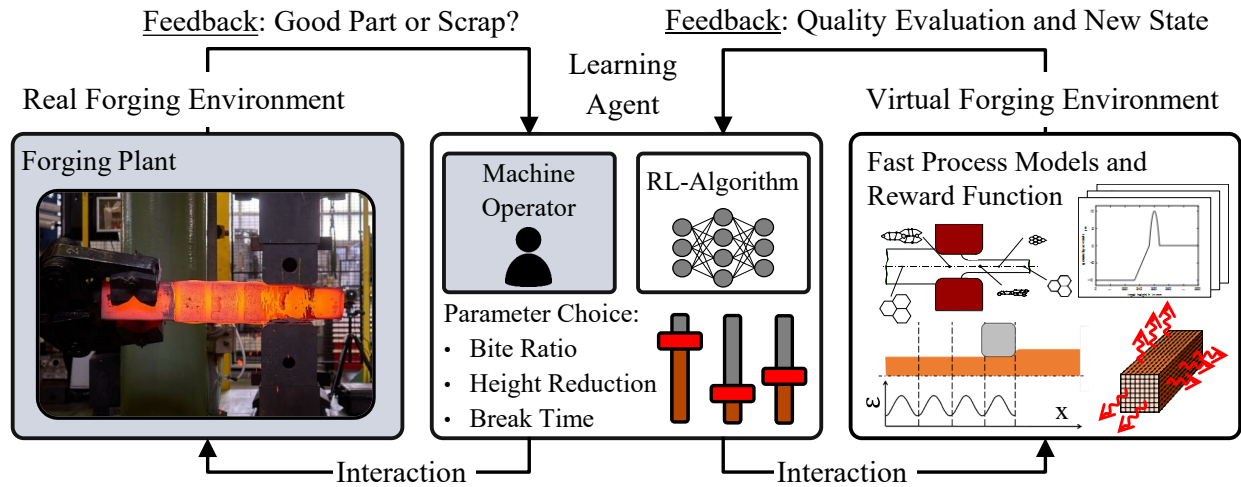 Feedback: Good Part or Scrap?
Feedback: Quality Evaluation and New State
Learning
Agent
Real Forging Environment
Virtual Forging Environment
Forging Plant
Machine
Operator
RL-Algorithm
Parameter Choice:
· Bite Ratio
· Height Reduction
· Break Time
Fast Process Models and
Reward Function
ε
x
Interaction
Interaction